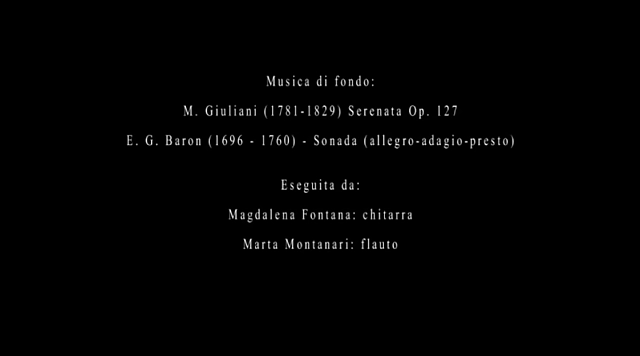 Musica di fondo:
M. Giuliani (1781-1829) Serenata Op. 127
E. G. Baron (1696 - 1760) - Sonada (allegro-adagio-presto)
Eseguita da:
Magdalena Fontana: chitarra
Marta Montanari: flauto